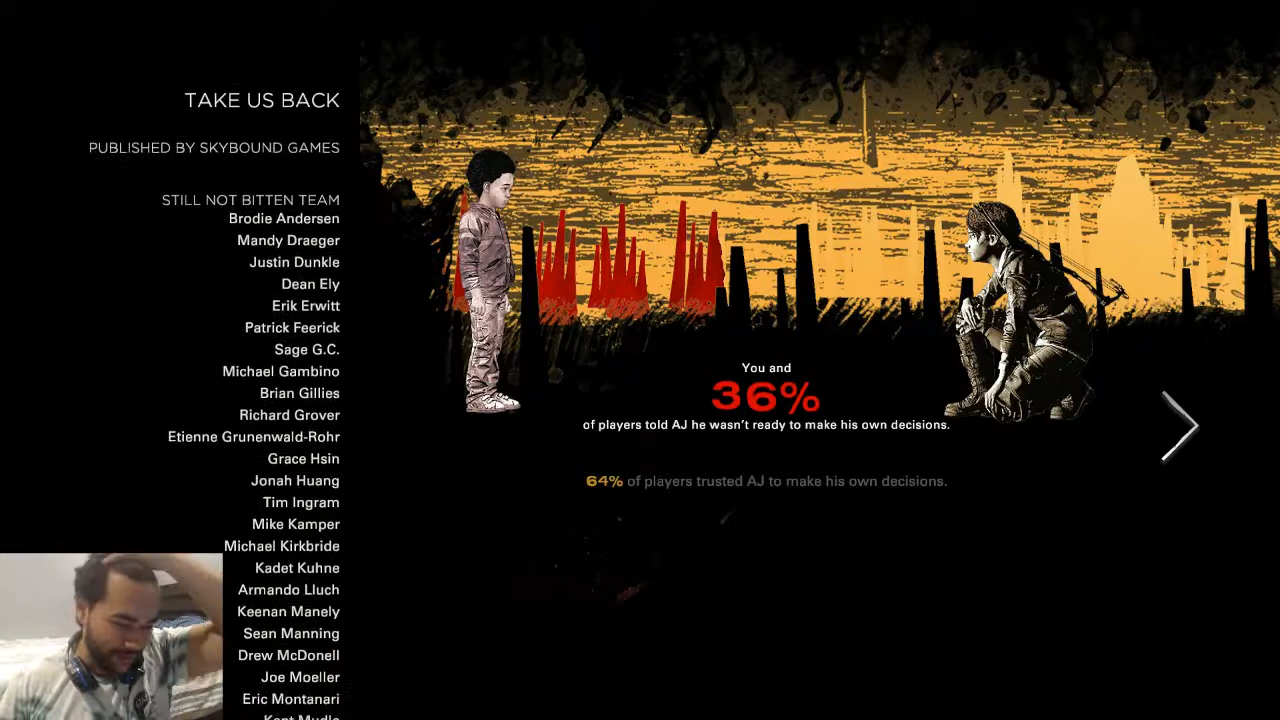 TAKE US BACK
PUBLISHED BY SKYBOUND GAMES
STILL NOT BITTEN TEAM
Brodie Andersen
Mandy Draeger
Justin Dunkle
Dean Ely
Erik Erwitt
Patrick Feerick
Sage G.C.
Michael Gambino
Brian Gillies
Richard Grover
Etienne Grunenwald-Rohr
Grace Hsin
Jonah Huang
Tim Ingram
Mike Kamper
Michael Kirkbride
Kadet Kuhne
Armando Lluch
Keenan Manely
Sean Manning
Drew McDonell
Joe Moeller
Eric Montanari
You and
36%
of players told AJ he wasn't ready to make his own decisions.
64% of players trusted AJ to make his own decisions.